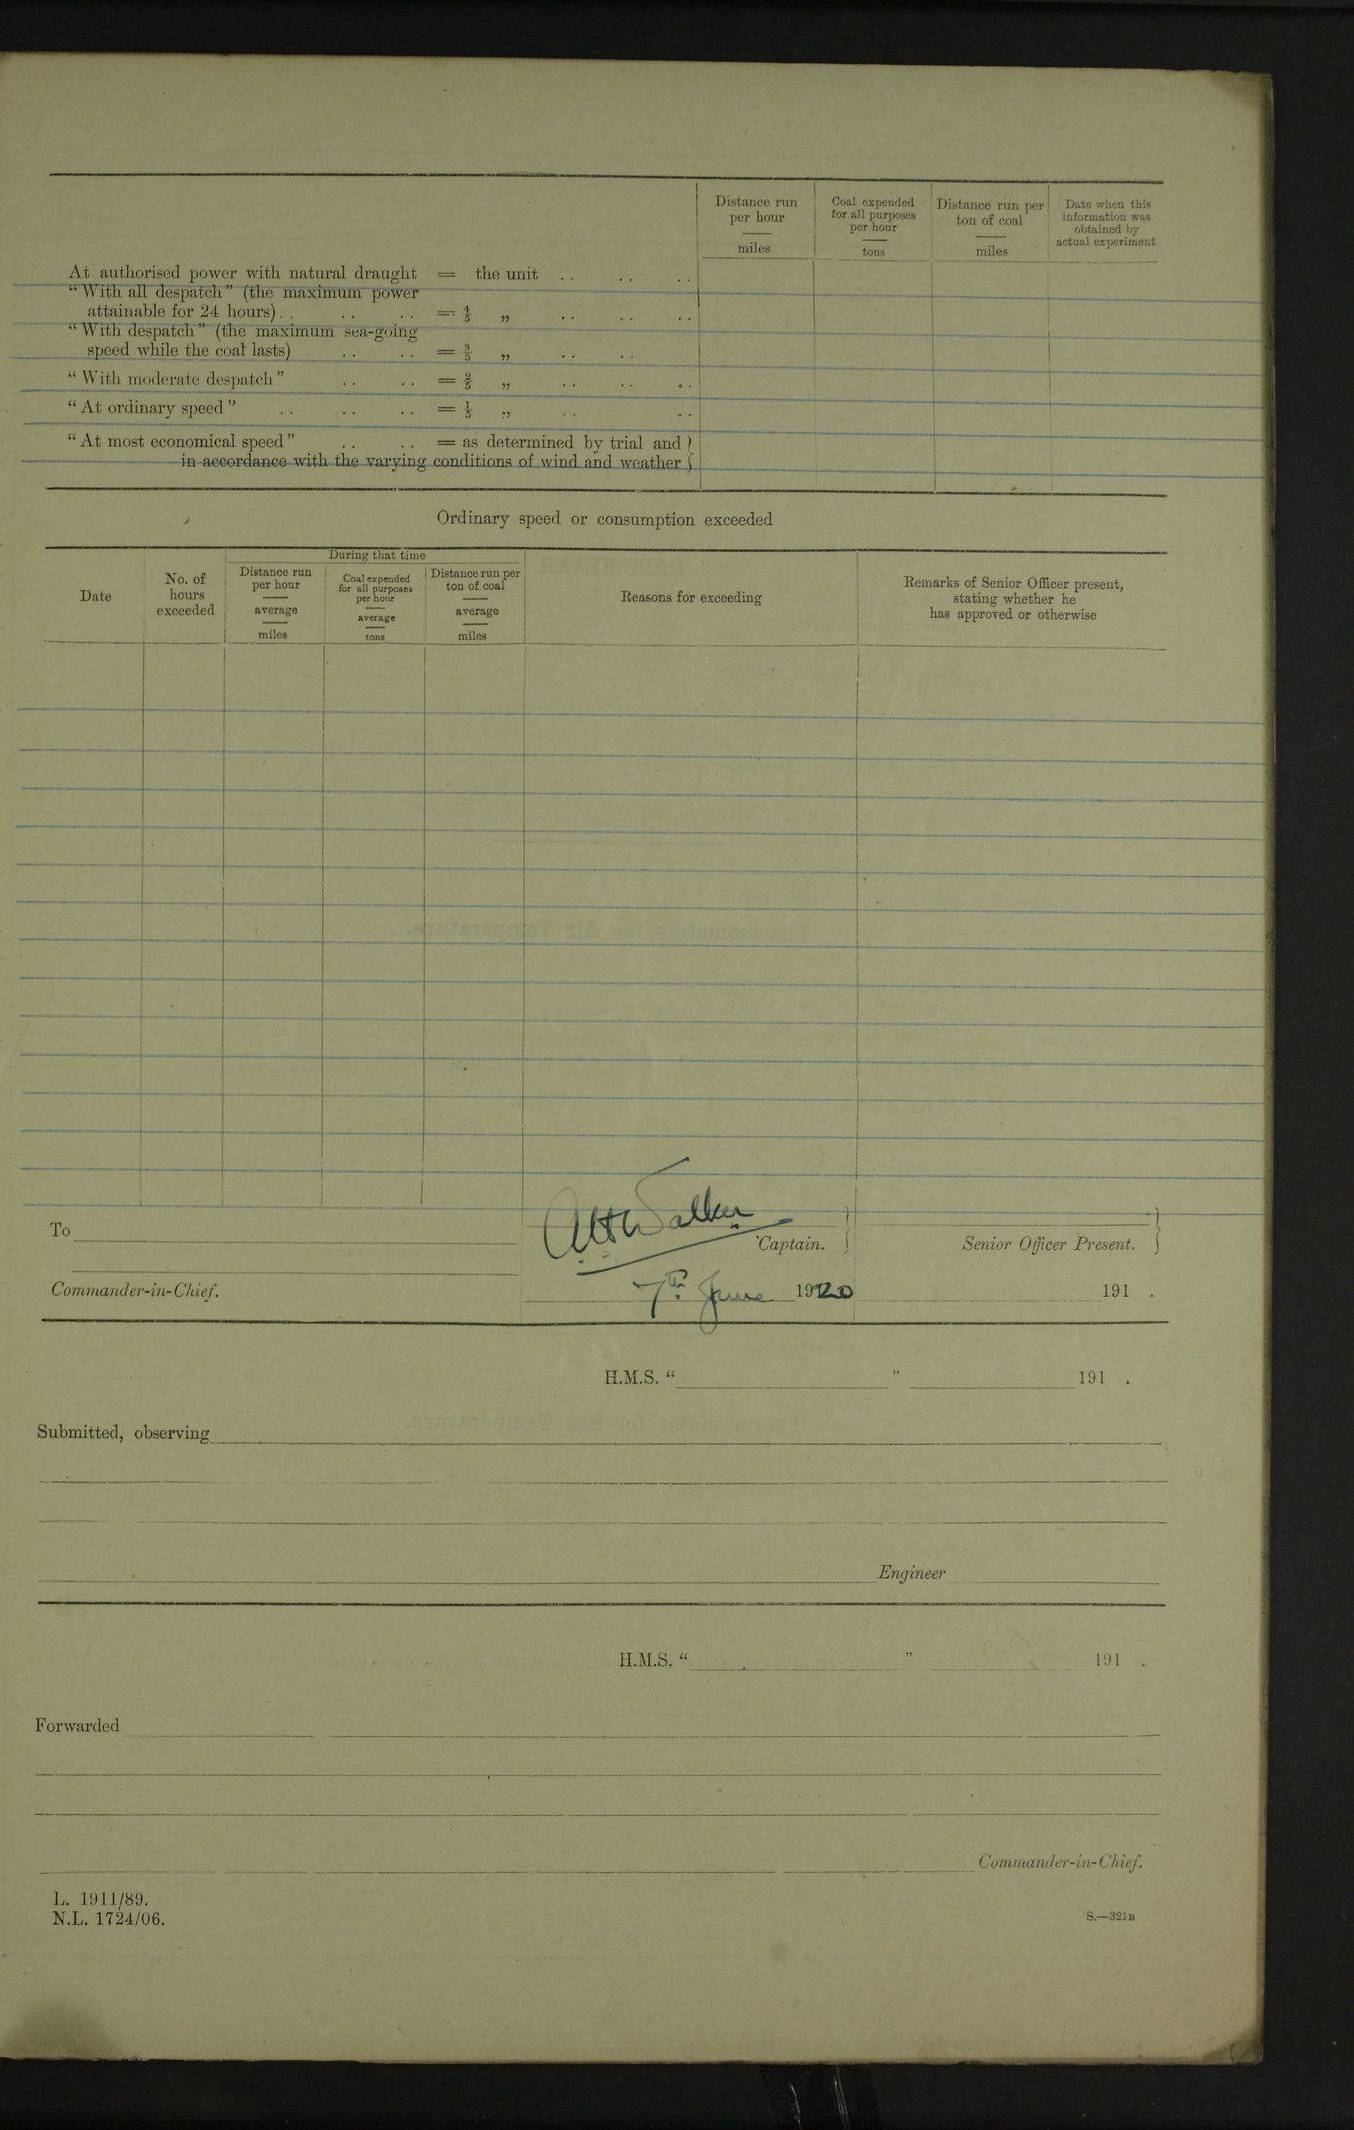 Distance run per hour miles
Coal expended for all purposes per hour tons
Distance run per ton of coal miles
Date when this information was obtained by actual experiment
At authorised power with natural draught = the unit .. .. ..
“With all despatch” (the maximum power
attainable for 24 hours) .. .. .. = 4/5 „ .. .. ..
“With despatch” (the maximum sea-going
speed while the coal lasts) .. .. = 3/5 „ .. ..
“With moderate despatch” .. .. = 2/5 „ .. .. ..
“At ordinary speed” .. .. .. = 1/5 „ .. ..
“At most economical speed” .. .. = as determined by trial and }
in accordance with the varying conditions of wind and weather }
Ordinary speed or consumption exceeded
During that time
Date
No. of hours exceeded
Distance run per hour average miles
Coal expended for all purposes per hour average tons
Distance run per ton of coal average miles
Reasons for exceeding
Remarks of Senior Officer present, stating whether he has approved or otherwise
To
Walker
Captain. }
Senior Officer Present. }
Commander-in-Chief.
7th June 1920
191 .
H.M.S. “ ” 191 .
Submitted, observing
Engineer
H.M.S. “ ” 191 .
Forwarded
Commander-in-Chief.
L. 1911/89.
N.L. 1724/06.
S.—321B